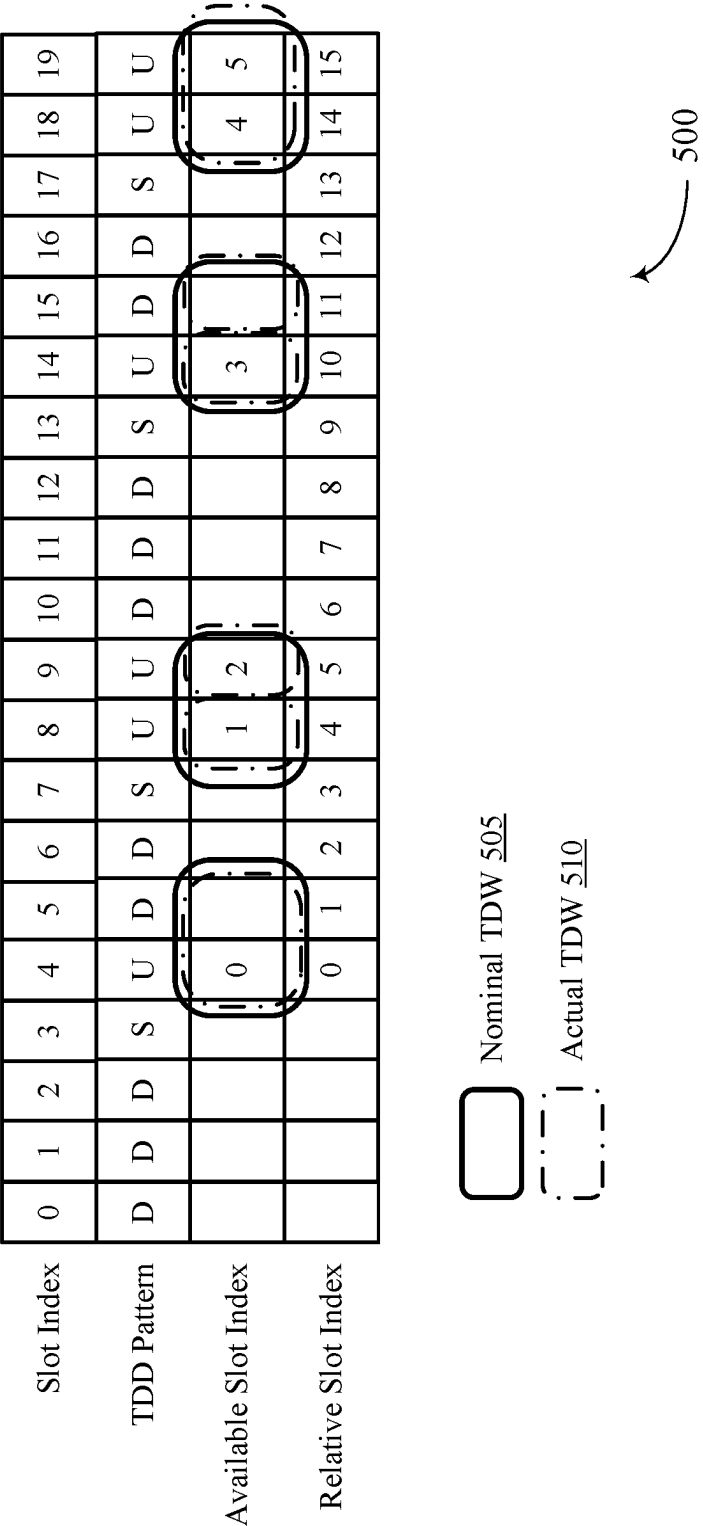 Slot Index 0 1 2 3 4 5 6 7 8 9 10 11 12 13 14 15 16 17 18 19
TDD Pattern D D D S U D D S U U D D D S U D D S U U
Available Slot Index 0 1 2 3 4 5
Relative Slot Index 0 1 2 3 4 5 6 7 8 9 10 11 12 13 14 15
Nominal TDW 505
Actual TDW 510
500